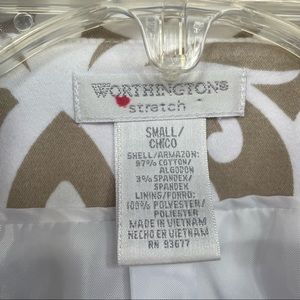 WORTHINGTON®
stretch
SMALL/
CHICO
SHELL/ARMAZON:
97% COTTON/
ALGODON
3% SPANDEX/
SPANDEX
LINING/FORRO:
100% POLYESTER/
POLIESTER
MADE IN VIETNAM
HECHO EN VIETNAM
RN 93677